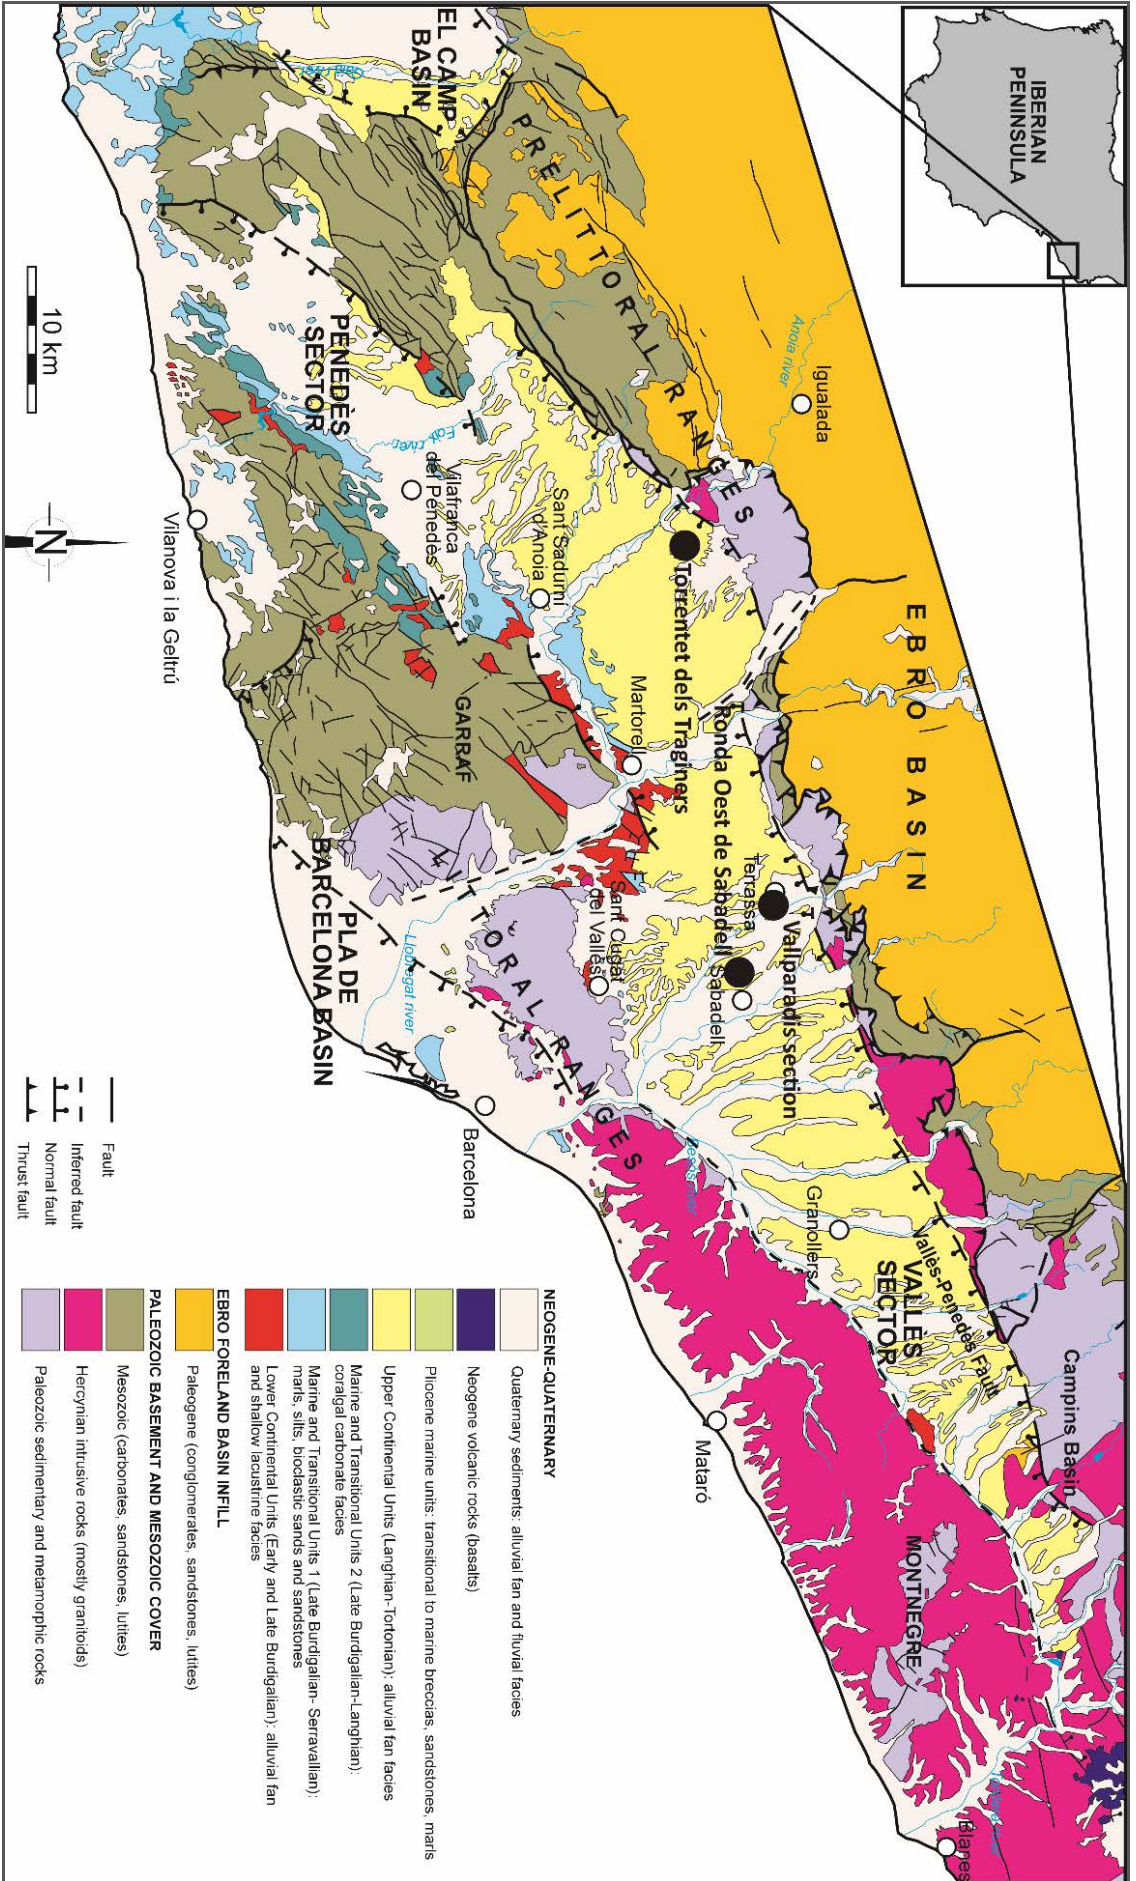 IBERIAN
PENINSULA
EBRO BASIN
Igualada
Anoia river
PRELITTORAL RANGES
EL CAMP
BASIN
Gaià river
Torrentet dels Traginers
Ronda Oest de Sabadell
Vallparadís section
Terrassa
Sabadell
Sant Sadurní
d'Anoia
Martorell
Sant Cugat
del Vallès
PENEDÈS
SECTOR
Foix river
Vilafranca
del Penedès
GARRAF
LITTORAL RANGES
Vilanova i la Geltrú
PLA DE
BARCELONA BASIN
Llobregat river
Barcelona
Besòs river
Granollers
Vallès-Penedès Fault
VALLÈS
SECTOR
Campins Basin
Mataró
MONTNEGRE
Tordera river
Blanes
10 km
N
Fault
Inferred fault
Normal fault
Thrust fault
NEOGENE-QUATERNARY
Quaternary sediments: alluvial fan and fluvial facies
Neogene volcanic rocks (basalts)
Pliocene marine units: transitional to marine breccias, sandstones, marls
Upper Continental Units (Langhian-Tortonian): alluvial fan facies
Marine and Transitional Units 2 (Late Burdigalian-Langhian):
coralgal carbonate facies
Marine and Transitional Units 1 (Late Burdigalian- Serravallian):
marls, silts, bioclastic sands and sandstones
Lower Continental Units (Early and Late Burdigalian): alluvial fan
and shallow lacustrine facies
EBRO FORELAND BASIN INFILL
Paleogene (conglomerates, sandstones, lutites)
PALEOZOIC BASEMENT AND MESOZOIC COVER
Mesozoic (carbonates, sandstones, lutites)
Hercynian intrusive rocks (mostly granitoids)
Paleozoic sedimentary and metamorphic rocks